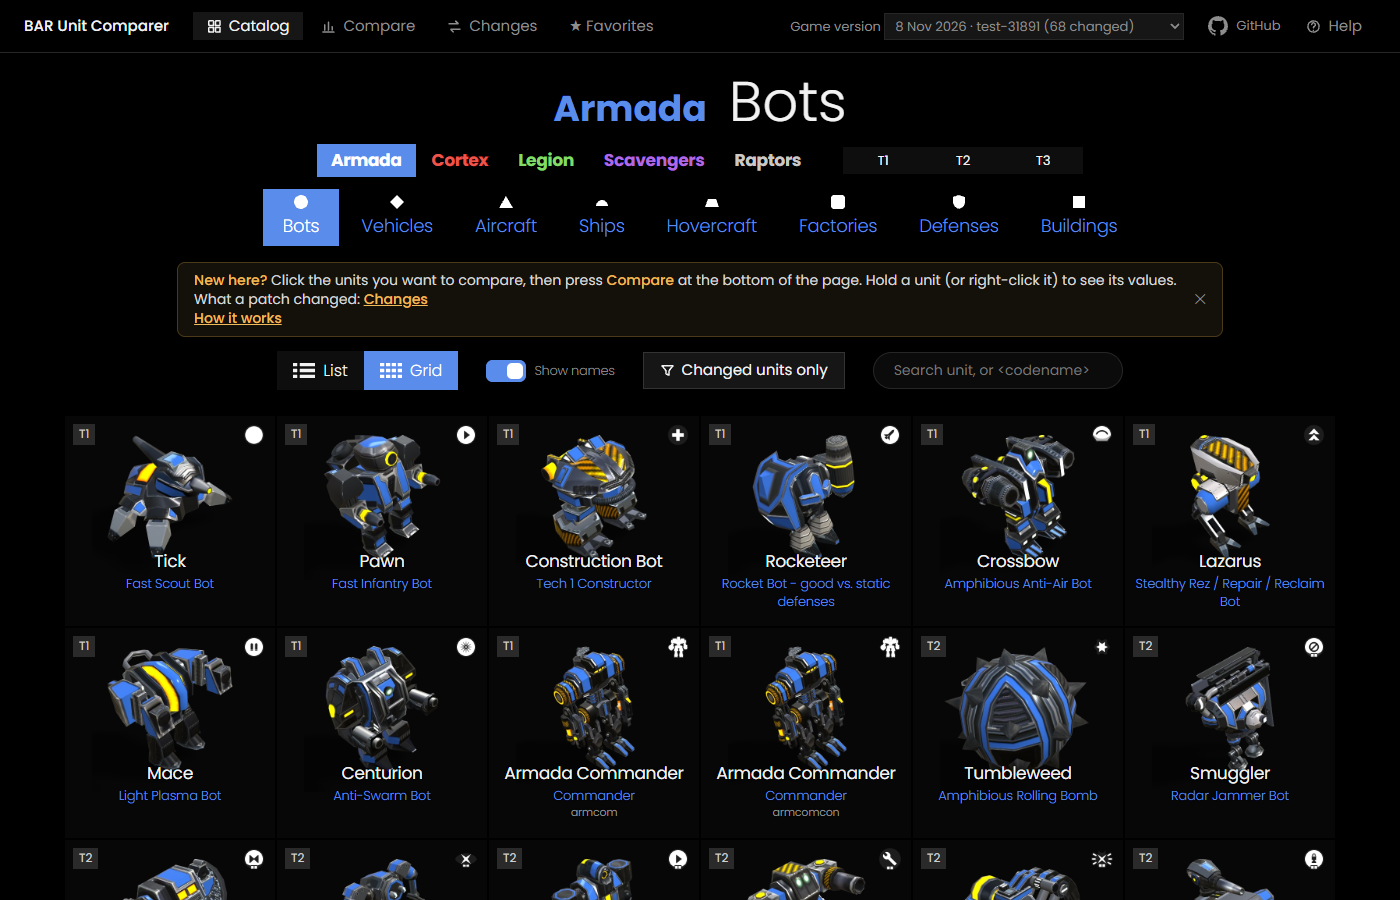 BAR Unit Comparer
Catalog
Compare
Changes
★ Favorites
Game version
8 Nov 2026 · test-31891 (68 changed)
GitHub
Help
Armada Bots
Armada
Cortex
Legion
Scavengers
Raptors
T1
T2
T3
Bots
Vehicles
Aircraft
Ships
Hovercraft
Factories
Defenses
Buildings
New here? Click the units you want to compare, then press Compare at the bottom of the page. Hold a unit (or right-click it) to see its values.
What a patch changed: Changes
How it works
List
Grid
Show names
Changed units only
Search unit, or <codename>
T1
Tick
Fast Scout Bot
T1
Pawn
Fast Infantry Bot
T1
Construction Bot
Tech 1 Constructor
T1
Rocketeer
Rocket Bot - good vs. static
defenses
T1
Crossbow
Amphibious Anti-Air Bot
T1
Lazarus
Stealthy Rez / Repair / Reclaim
Bot
T1
Mace
Light Plasma Bot
T1
Centurion
Anti-Swarm Bot
T1
Armada Commander
Commander
armcom
T1
Armada Commander
Commander
armcomcon
T2
Tumbleweed
Amphibious Rolling Bomb
T2
Smuggler
Radar Jammer Bot
T2
T2
T2
T2
T2
T2